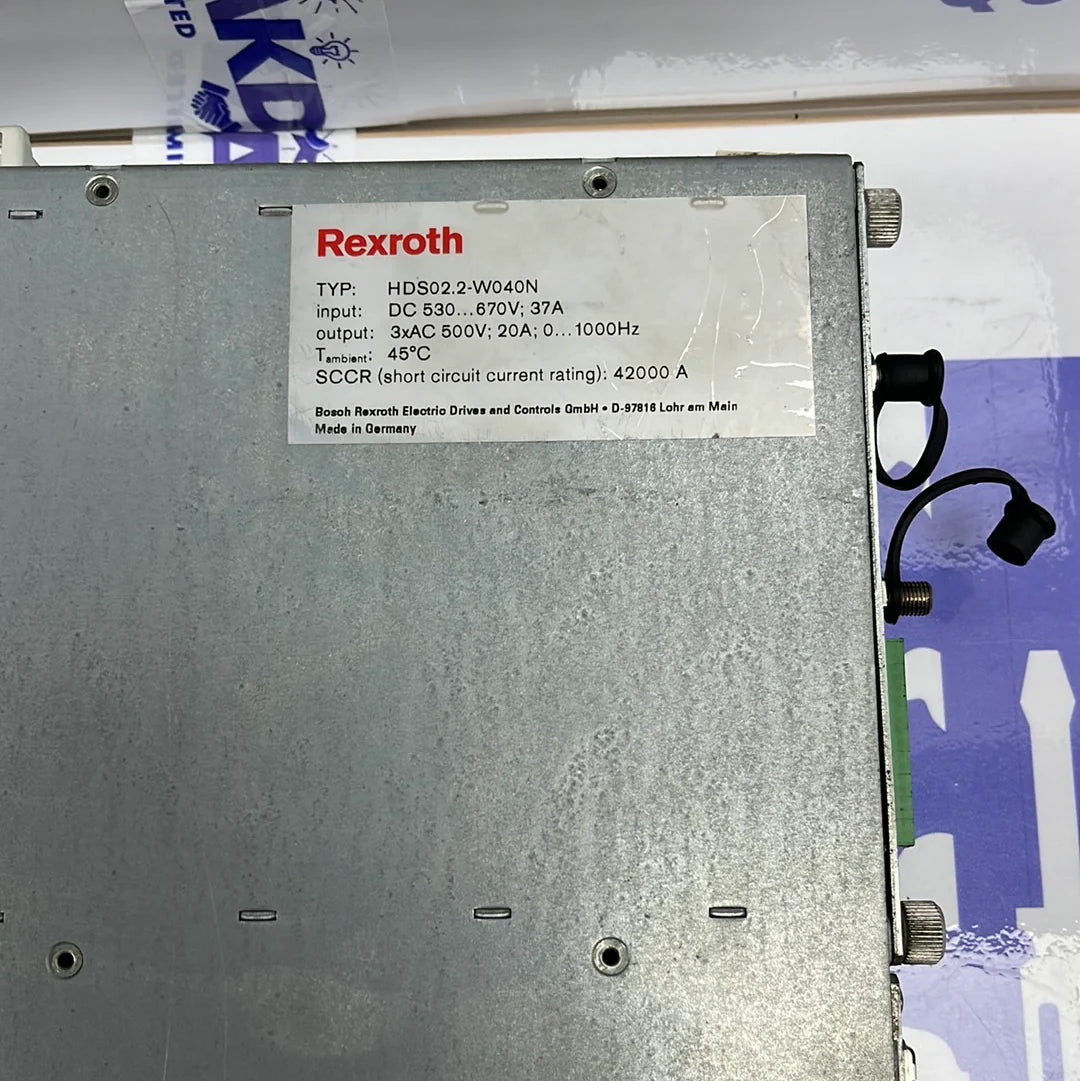 AKD
Rexroth
TYP: HDS02.2-W040N
input: DC 530...670V; 37A
output: 3xAC 500V; 20A; 0...1000Hz
Tambient: 45°C
SCCR (short circuit current rating): 42000 A
Bosch Rexroth Electric Drives and Controls GmbH • D-97816 Lohr am Main
Made in Germany